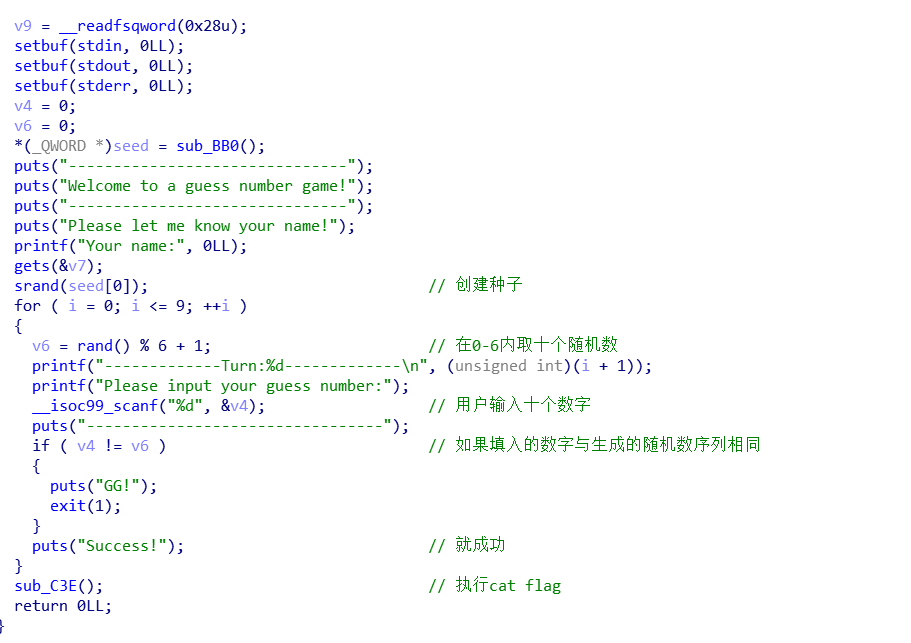 v9 = __readfsqword(0x28u);
setbuf(stdin, 0LL);
setbuf(stdout, 0LL);
setbuf(stderr, 0LL);
v4 = 0;
v6 = 0;
*(_QWORD *)seed = sub_BB0();
puts("-------------------------------");
puts("Welcome to a guess number game!");
puts("-------------------------------");
puts("Please let me know your name!");
printf("Your name:", 0LL);
gets(&v7);
srand(seed[0]); // 创建种子
for ( i = 0; i <= 9; ++i )
{
v6 = rand() % 6 + 1; // 在0-6内取十个随机数
printf("-------------Turn:%d-------------\n", (unsigned int)(i + 1));
printf("Please input your guess number:");
__isoc99_scanf("%d", &v4); // 用户输入十个数字
puts("---------------------------------");
if ( v4 != v6 ) // 如果填入的数字与生成的随机数序列相同
{
puts("GG!");
exit(1);
}
puts("Success!"); // 就成功
}
sub_C3E(); // 执行cat flag
return 0LL;
}